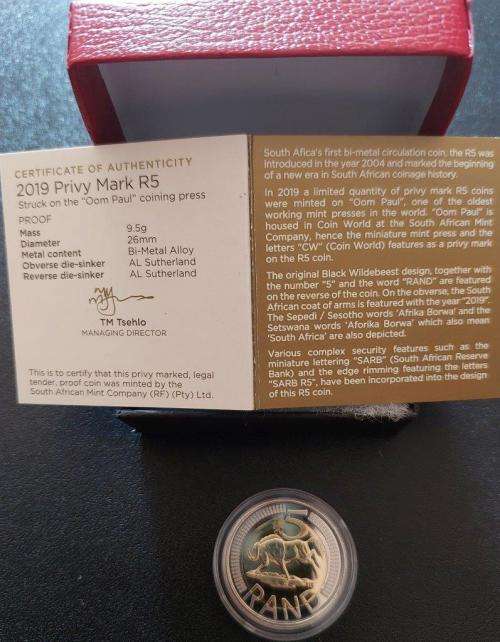 CERTIFICATE OF AUTHENTICITY
2019 Privy Mark R5
Struck on the "Oom Paul" coining press
PROOF
Mass 9.5g
Diameter 26mm
Metal content Bi-Metal Alloy
Obverse die-sinker AL Sutherland
Reverse die-sinker AL Sutherland
TM Tsehlo
MANAGING DIRECTOR
This is to certify that this privy marked, legal
tender, proof coin was minted by the
South African Mint Company (RF) (Pty) Ltd.
South Africa's first bi-metal circulation coin, the R5 was
introduced in the year 2004 and marked the beginning
of a new era in South African coinage history.
In 2019 a limited quantity of privy mark R5 coins
were minted on "Oom Paul", one of the oldest
working mint presses in the world. "Oom Paul" is
housed in Coin World at the South African Mint
Company, hence the miniature mint press and the
letters "CW" (Coin World) features as a privy mark
on the R5 coin.
The original Black Wildebeest design, together with
the number "5" and the word "RAND" are featured
on the reverse of the coin. On the obverse, the South
African coat of arms is featured with the year "2019".
The Sepedi / Sesotho words 'Afrika Borwa' and the
Setswana words 'Aforika Borwa' which also mean
'South Africa' are also depicted.
Various complex security features such as the
miniature lettering "SARB" (South African Reserve
Bank) and the edge rimming featuring the letters
"SARB R5", have been incorporated into the design
of this R5 coin.
5
RAND